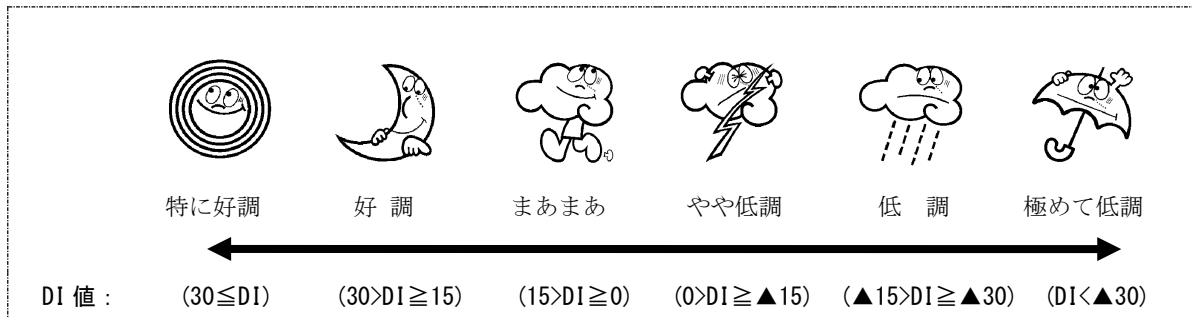 特に好調 好 調 まあまあ やや低調 低 調 極めて低調
DI 値： (30≦DI) (30>DI≧15) (15>DI≧0) (0>DI≧▲15) (▲15>DI≧▲30) (DI<▲30)